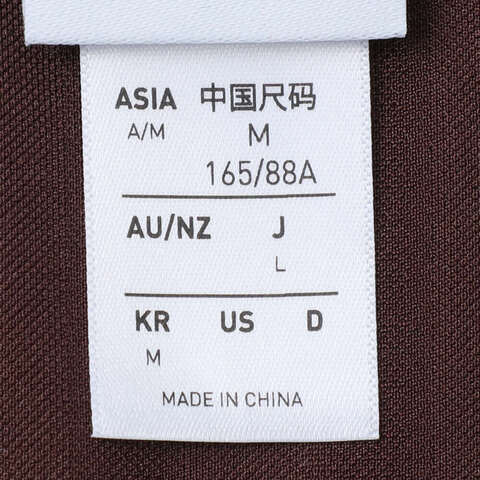 ASIA 中国尺码
A/M M
165/88A
AU/NZ J
L
KR US D
M
MADE IN CHINA